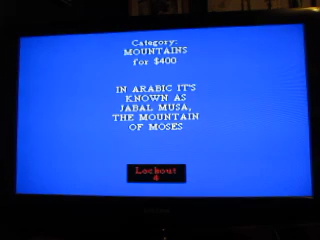 Category:
MOUNTAINS
for $400
IN ARABIC IT'S
KNOWN AS
JABAL MUSA,
THE MOUNTAIN
OF MOSES
Lockout
4